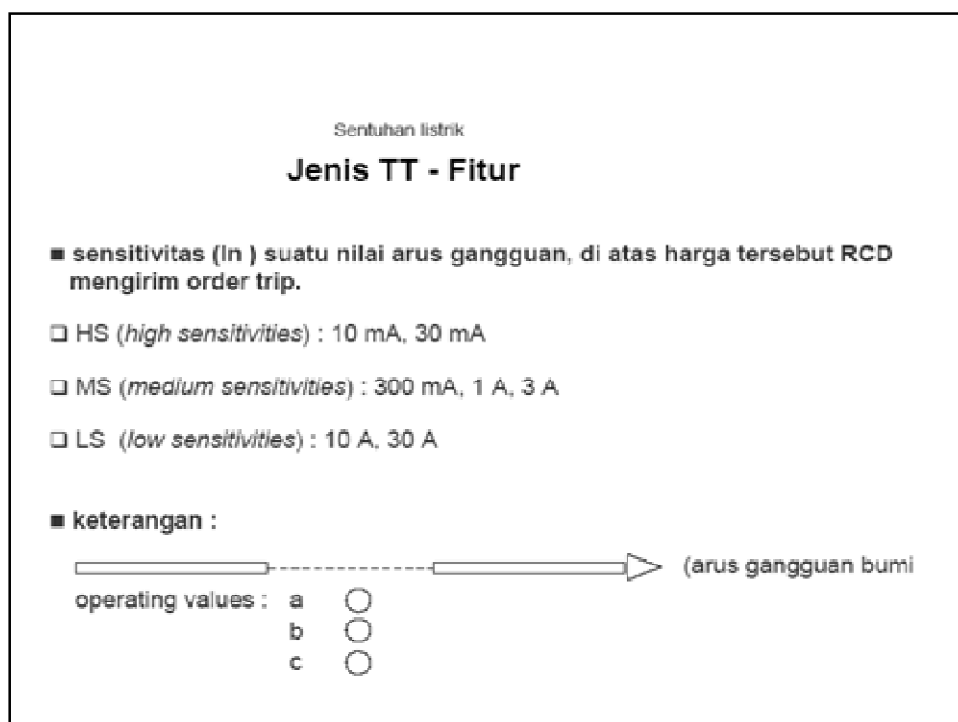 Sentuhan listrik
Jenis TT - Fitur
■ sensitivitas (In ) suatu nilai arus gangguan, di atas harga tersebut RCD
mengirim order trip.
❑ HS (high sensitivities) : 10 mA, 30 mA
❑ MS (medium sensitivities) : 300 mA, 1 A, 3 A
❑ LS (low sensitivities) : 10 A, 30 A
■ keterangan :
(arus gangguan bumi
operating values : a
b
c